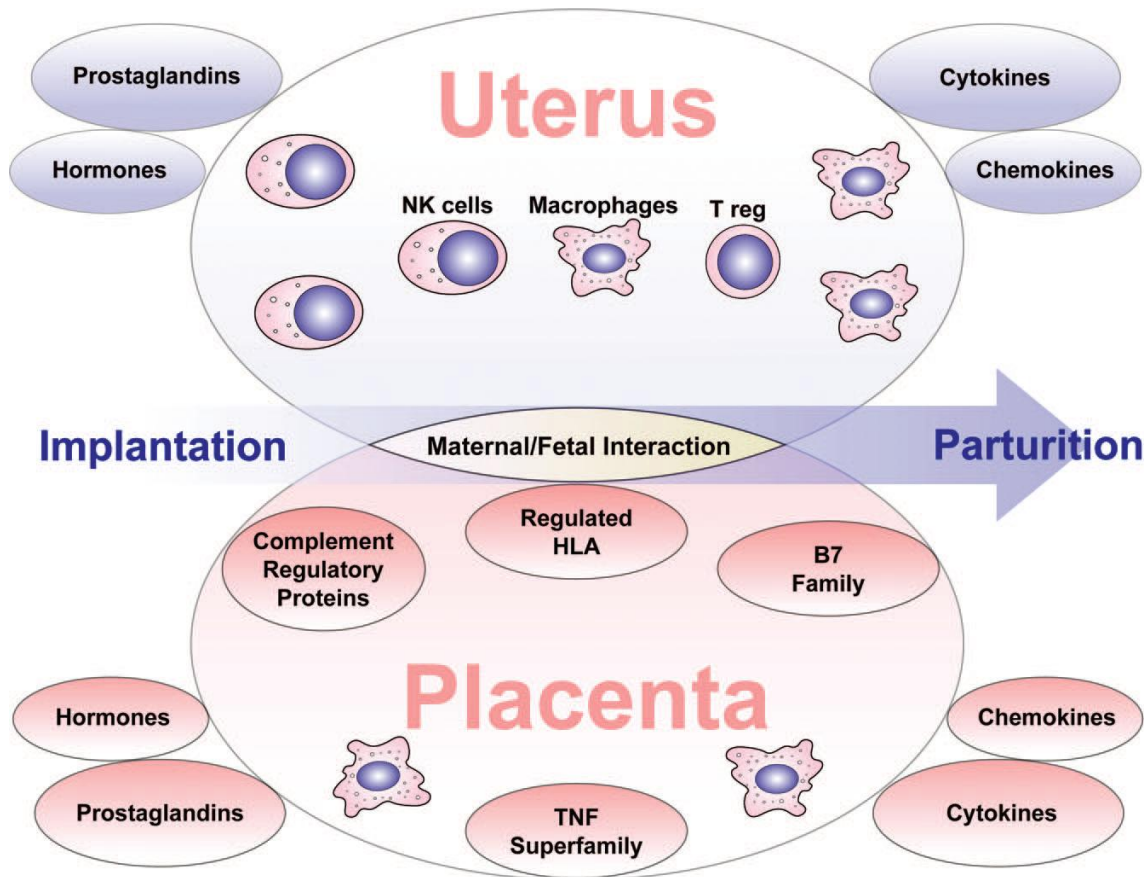 Prostaglandins
Hormones
Uterus
Cytokines
Chemokines
NK cells
Macrophages
T reg
Implantation
Maternal/Fetal Interaction
Parturition
Complement
Regulatory
Proteins
Regulated
HLA
B7
Family
Placenta
Hormones
Prostaglandins
TNF
Superfamily
Chemokines
Cytokines